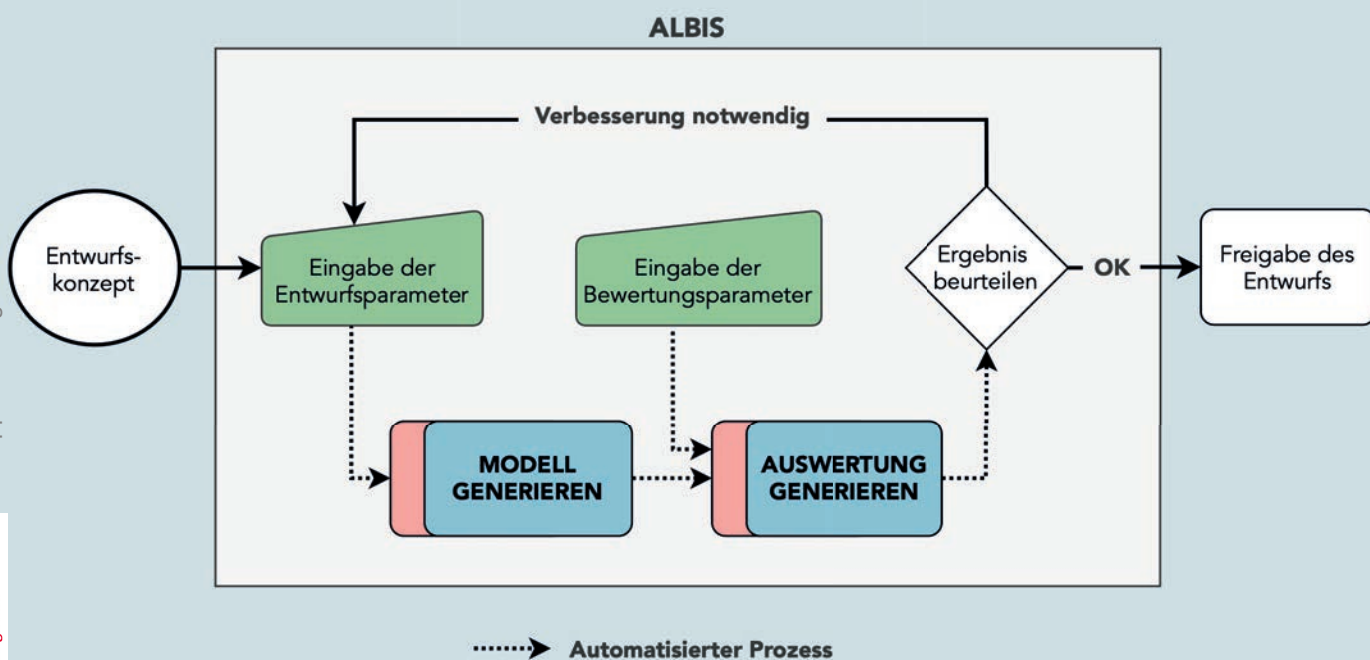 ALBIS
Verbesserung notwendig
Entwurfs-
konzept
Eingabe der
Entwurfsparameter
Eingabe der
Bewertungsparameter
Ergebnis
beurteilen
OK
Freigabe des
Entwurfs
MODELL
GENERIEREN
AUSWERTUNG
GENERIEREN
Automatisierter Prozess